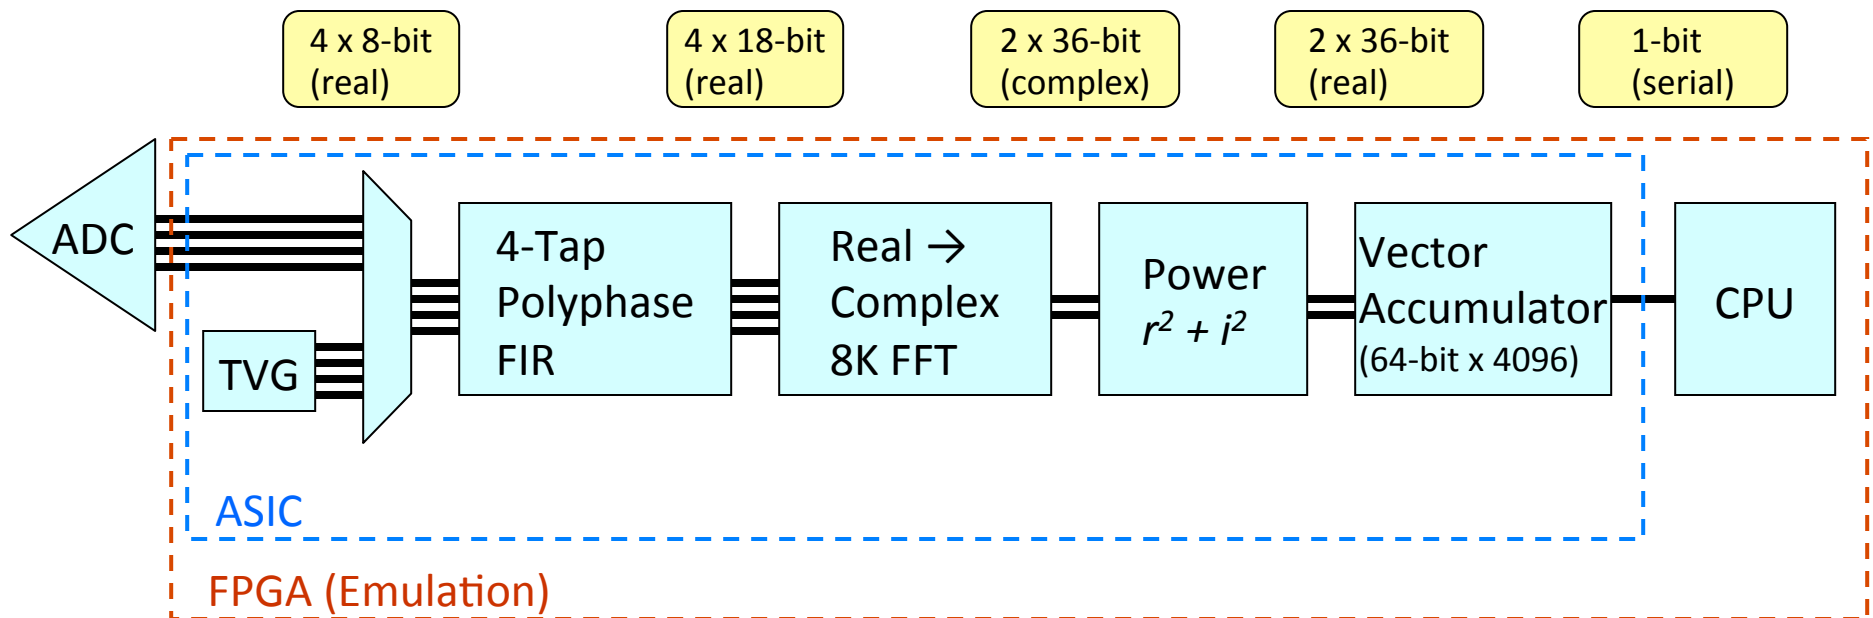 4 x 8-bit
(real)
4 x 18-bit
(real)
2 x 36-bit
(complex)
2 x 36-bit
(real)
1-bit
(serial)
ADC
TVG
4-Tap
Polyphase
FIR
Real →
Complex
8K FFT
Power
r² + i²
Vector
Accumulator
(64-bit x 4096)
CPU
ASIC
FPGA (Emulation)